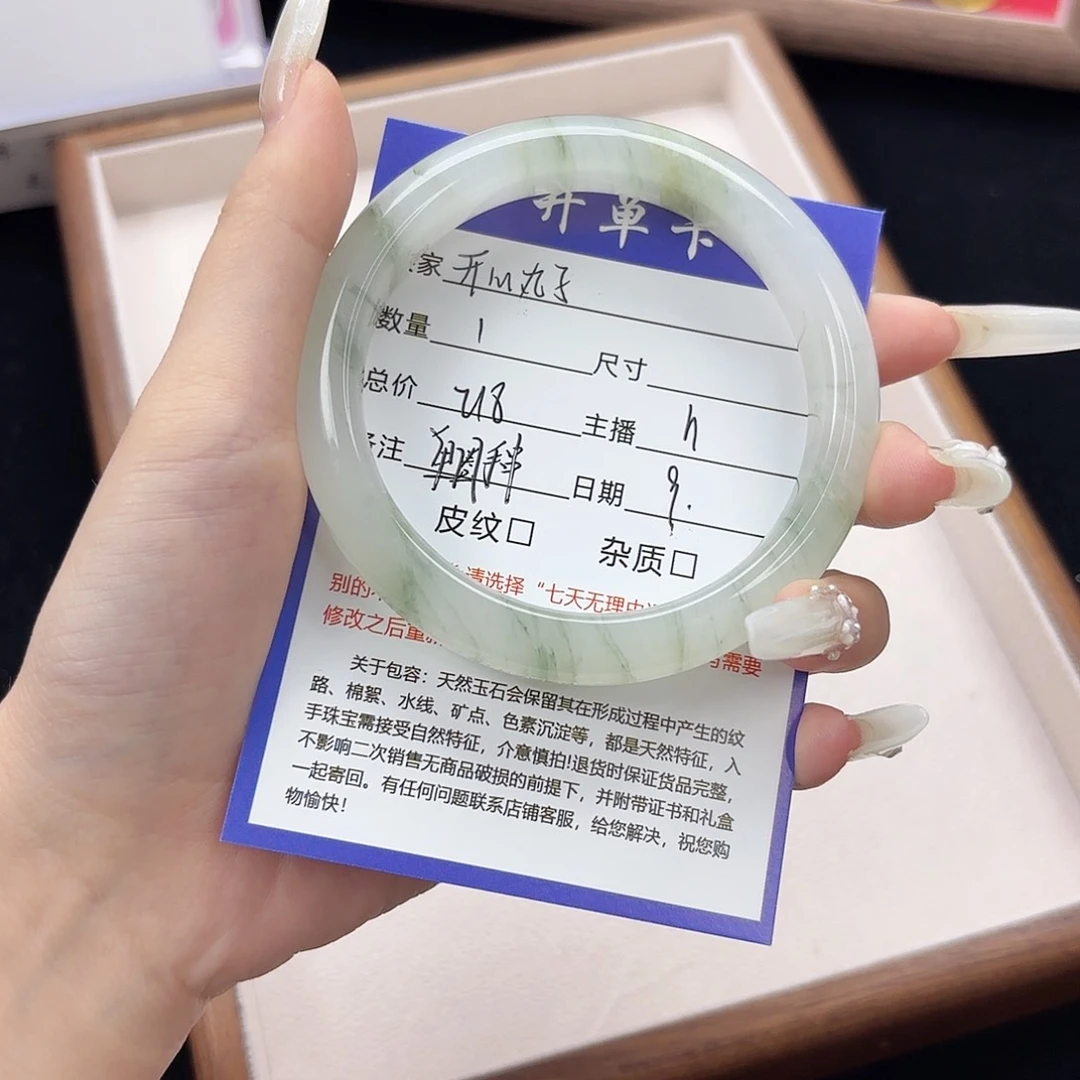 开单卡
家 开心丸子
数量 1 尺寸
总价 218 主播 h
注 日期 9.
皮纹□ 杂质□
请选择“七天无理由
别的
修改之后重 需要
关于包容：天然玉石会保留其在形成过程中产生的纹
路、棉絮、水线、矿点、色素沉淀等，都是天然特征，入
手珠宝需接受自然特征，介意慎拍!退货时保证货品完整，
不影响二次销售无商品破损的前提下，并附带证书和礼盒
一起寄回。有任何问题联系店铺客服，给您解决，祝您购
物愉快！